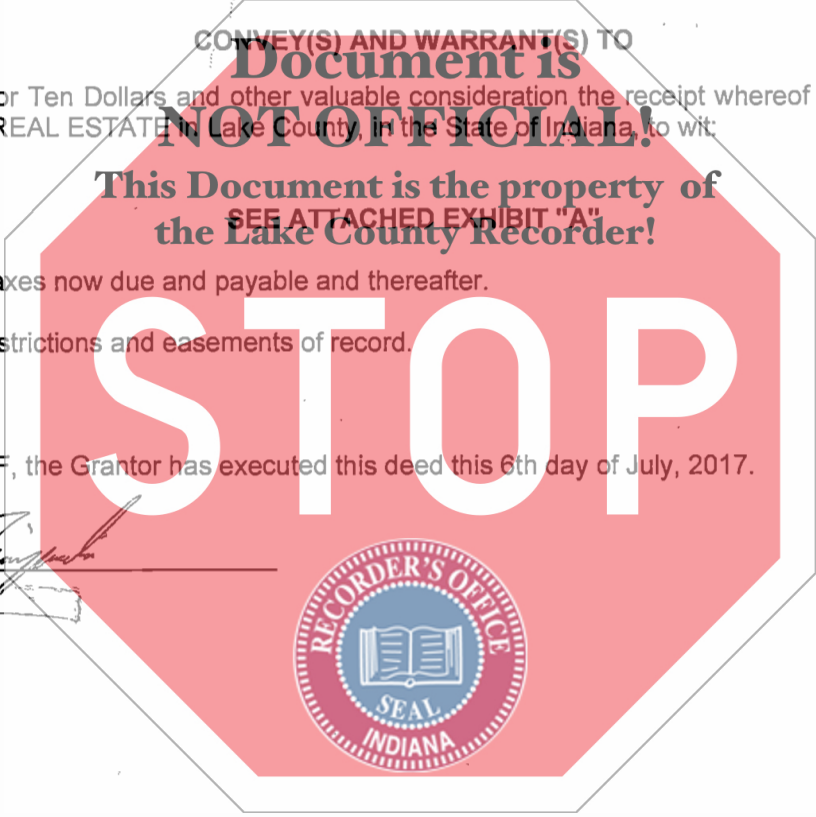 CONVEY(S) AND WARRANT(S) TO
Document is
or Ten Dollars and other valuable consideration the receipt whereof
REAL ESTATE in Lake County, in the State of Indiana, to wit:
NOT OFFICIAL!
This Document is the property of
SEE ATTACHED EXHIBIT "A"
the Lake County Recorder!
axes now due and payable and thereafter.
strictions and easements of record.
STOP
F, the Grantor has executed this deed this 6th day of July, 2017.
RECORDER'S OFFICE
SEAL
INDIANA